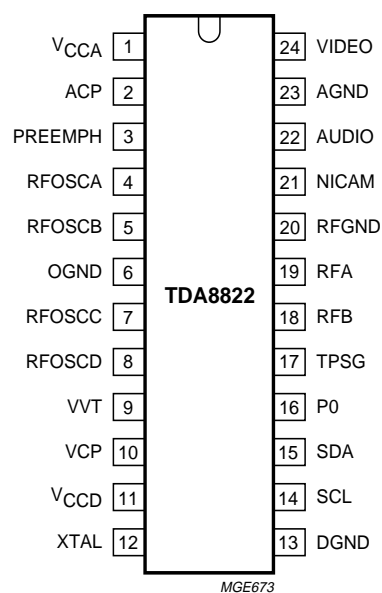 VCCA 1 24 VIDEO
ACP 2 23 AGND
PREEMPH 3 22 AUDIO
RFOSCA 4 21 NICAM
RFOSCB 5 20 RFGND
OGND 6 19 RFA
TDA8822
RFOSCC 7 18 RFB
RFOSCD 8 17 TPSG
VVT 9 16 P0
VCP 10 15 SDA
VCCD 11 14 SCL
XTAL 12 13 DGND
MGE673